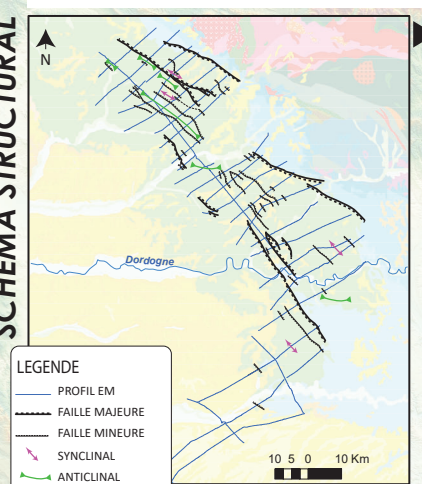 SCHEMA STRUCTURAL
N
Dordogne
LEGENDE
PROFIL EM
FAILLE MAJEURE
FAILLE MINEURE
SYNCLINAL
ANTICLINAL
10 5 0 10 Km